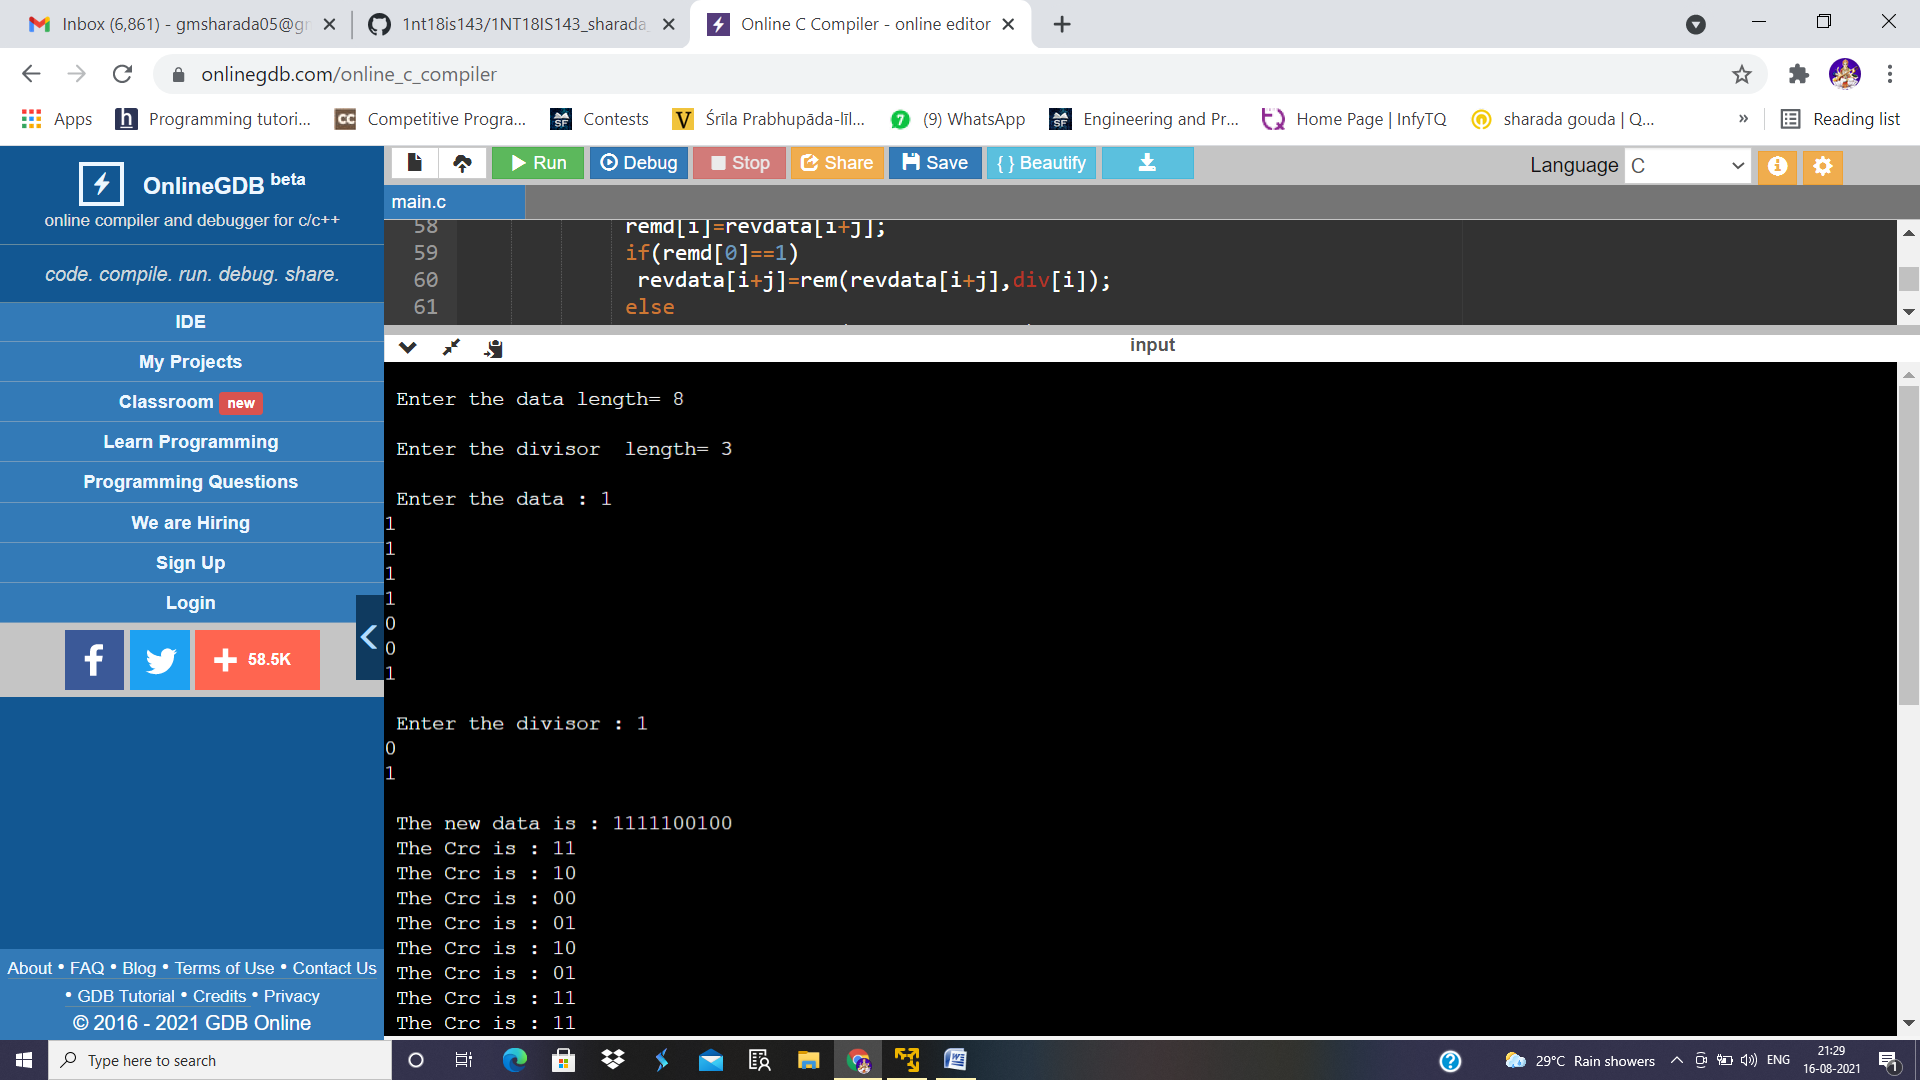 Inbox (6,861) - gmsharada05@gm
1nt18is143/1NT18IS143_sharada_
Online C Compiler - online editor
onlinegdb.com/online_c_compiler
Apps
Programming tutori...
CC Competitive Progra...
SF Contests
V Śrīla Prabhupāda-līl...
7 (9) WhatsApp
SF Engineering and Pr...
Home Page | InfyTQ
sharada gouda | Q...
»
Reading list
OnlineGDB beta
online compiler and debugger for c/c++
code. compile. run. debug. share.
IDE
My Projects
Classroom new
Learn Programming
Programming Questions
We are Hiring
Sign Up
Login
58.5K
About • FAQ • Blog • Terms of Use • Contact Us
• GDB Tutorial • Credits • Privacy
© 2016 - 2021 GDB Online
Run Debug Stop Share Save { } Beautify
Language C
main.c
58 remd[i]=revdata[i+j];
59 if(remd[0]==1)
60 revdata[i+j]=rem(revdata[i+j],div[i]);
61 else
input
Enter the data length= 8
Enter the divisor  length= 3
Enter the data : 1
1
1
1
1
0
0
1
Enter the divisor : 1
0
1
The new data is : 1111100100
The Crc is : 11
The Crc is : 10
The Crc is : 00
The Crc is : 01
The Crc is : 10
The Crc is : 01
The Crc is : 11
The Crc is : 11
Type here to search
29°C Rain showers
ENG
21:29
16-08-2021
1